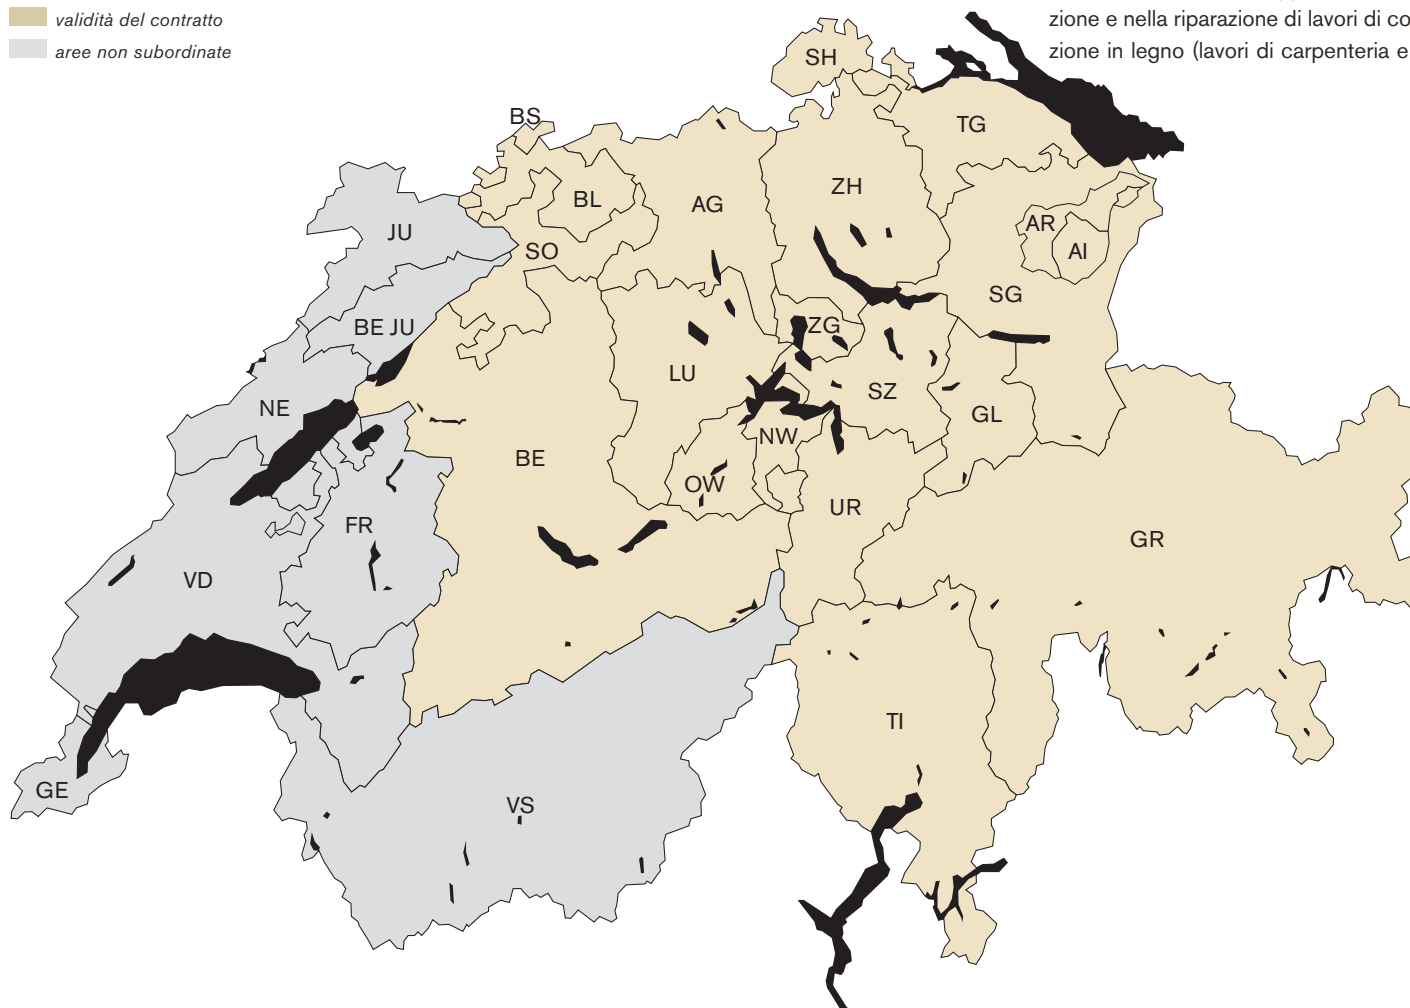 validità del contratto
aree non subordinate
zione e nella riparazione di lavori di co
zione in legno (lavori di carpenteria e
SH
BS
TG
ZH
BL
AG
JU
SO
AR
AI
SG
BE JU
ZG
LU
SZ
NE
GL
NW
BE
OW
UR
FR
GR
VD
TI
GE
VS